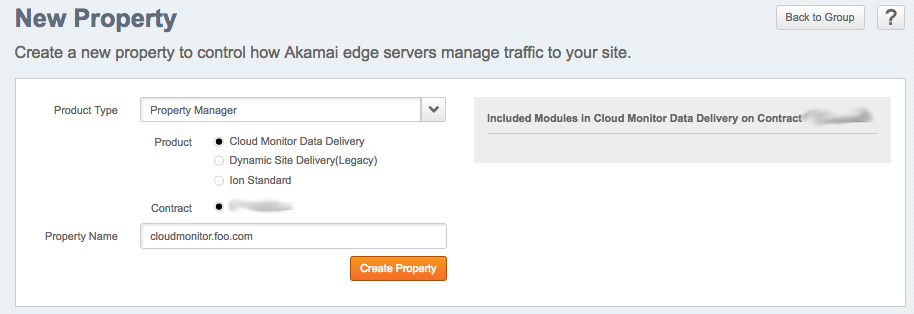 New Property
Back to Group
?
Create a new property to control how Akamai edge servers manage traffic to your site.
Product Type
Property Manager
Included Modules in Cloud Monitor Data Delivery on Contract
Product
Cloud Monitor Data Delivery
Dynamic Site Delivery(Legacy)
Ion Standard
Contract
Property Name
cloudmonitor.foo.com
Create Property